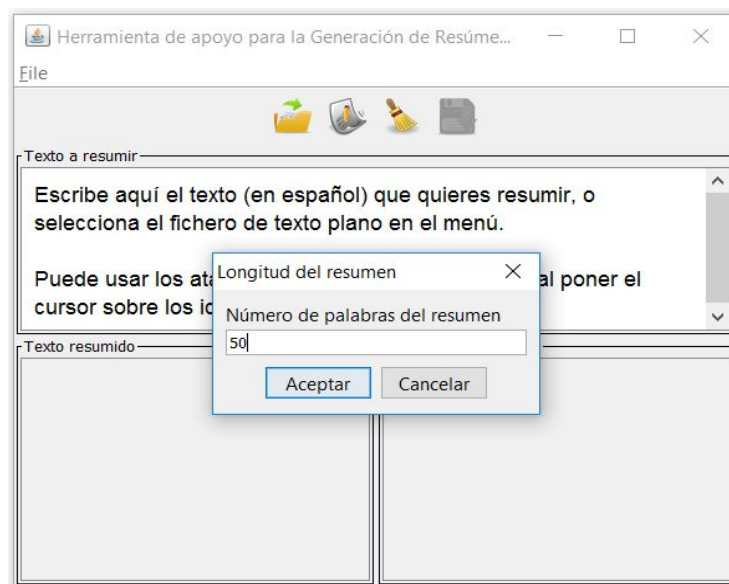 Herramienta de apoyo para la Generación de Resúme...
File
Texto a resumir
Escribe aquí el texto (en español) que quieres resumir, o
selecciona el fichero de texto plano en el menú.
Puede usar los al poner el
cursor sobre los
Longitud del resumen
Número de palabras del resumen
50
Aceptar Cancelar
Texto resumido